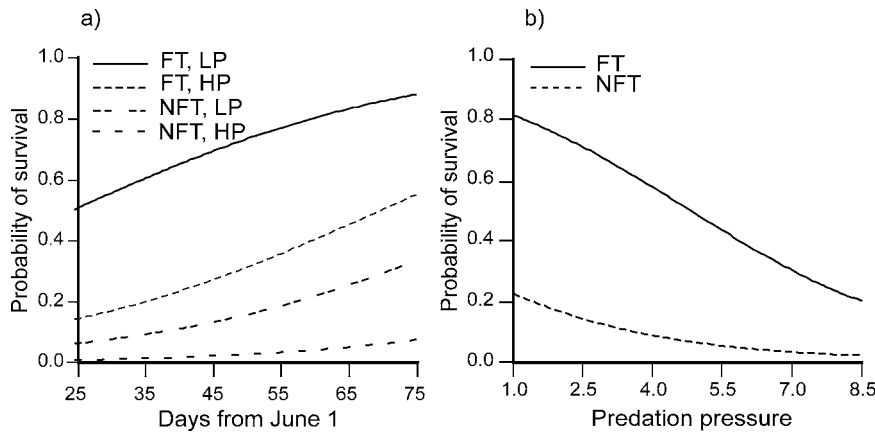 a)
Probability of survival
1.0
0.8
0.6
0.4
0.2
0.0
FT, LP
FT, HP
NFT, LP
NFT, HP
25 35 45 55 65 75
Days from June 1
b)
Probability of survival
1.0
0.8
0.6
0.4
0.2
0.0
FT
NFT
1.0 2.5 4.0 5.5 7.0 8.5
Predation pressure